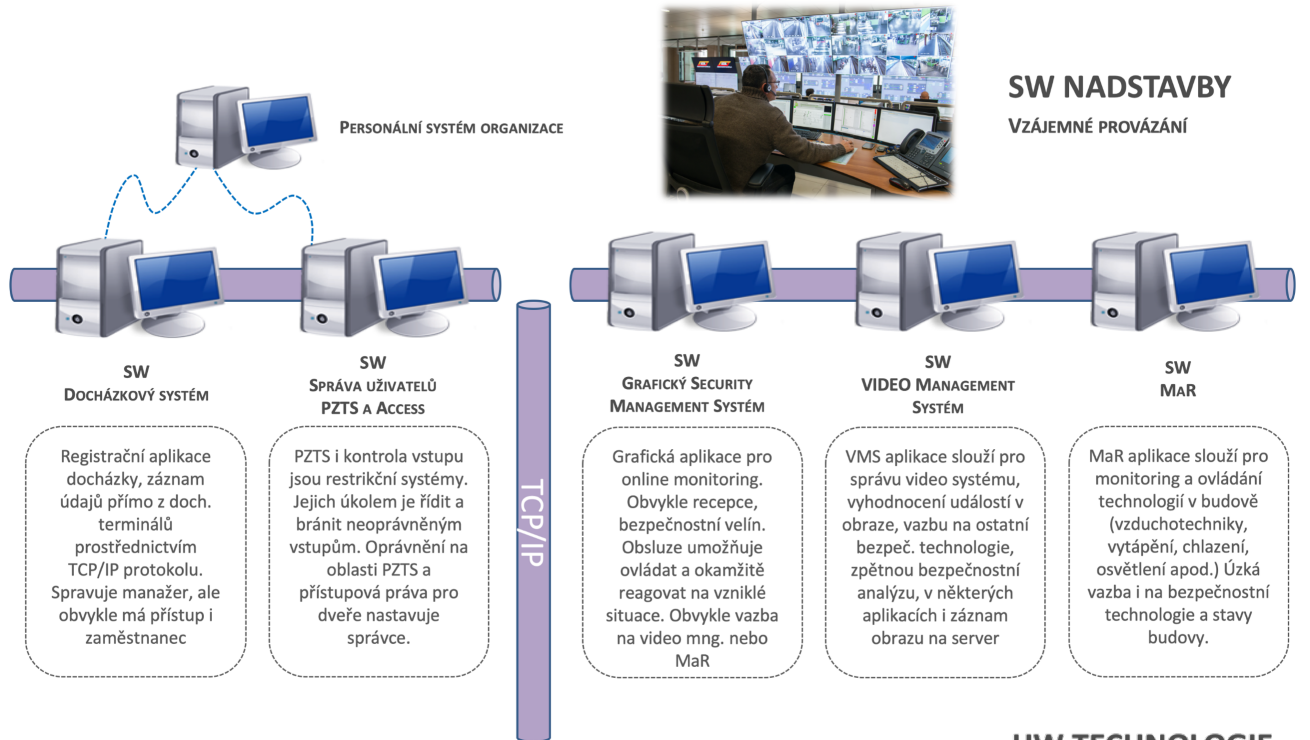 SW NADSTAVBY
VZÁJEMNÉ PROVÁZÁNÍ
PERSONÁLNÍ SYSTÉM ORGANIZACE
SW
DOCHÁZKOVÝ SYSTÉM
Registrační aplikace
docházky, záznam
údajů přímo z doch.
terminálů
prostřednictvím
TCP/IP protokolu.
Spravuje manažer, ale
obvykle má přístup i
zaměstnanec
SW
SPRÁVA UŽIVATELŮ
PZTS A ACCESS
PZTS i kontrola vstupu
jsou restrikční systémy.
Jejich úkolem je řídit a
bránit neoprávněným
vstupům. Oprávnění na
oblasti PZTS a
přístupová práva pro
dveře nastavuje
správce.
TCP/IP
SW
GRAFICKÝ SECURITY
MANAGEMENT SYSTÉM
Grafická aplikace pro
online monitoring.
Obvykle recepce,
bezpečnostní velín.
Obsluze umožňuje
ovládat a okamžitě
reagovat na vzniklé
situace. Obvykle vazba
na video mng. nebo
MaR
SW
VIDEO MANAGEMENT
SYSTÉM
VMS aplikace slouží pro
správu video systému,
vyhodnocení událostí v
obraze, vazbu na ostatní
bezpeč. technologie,
zpětnou bezpečnostní
analýzu, v některých
aplikacích i záznam
obrazu na server
SW
MAR
MaR aplikace slouží pro
monitoring a ovládání
technologií v budově
(vzduchotechniky,
vytápění, chlazení,
osvětlení apod.) Úzká
vazba i na bezpečnostní
technologie a stavy
budovy.
HW TECHNOLOGIE